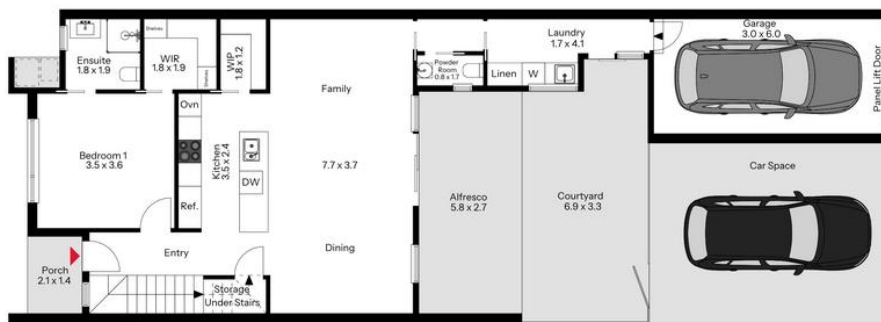 Shelves
Ensuite
1.8 x 1.9
WIR
1.8 x 1.9
Shelves
WIP
1.8 x 1.2
Family
Laundry
1.7 x 4.1
Powder
Room
0.8 x 1.7
Linen
W
Garage
3.0 x 6.0
Panel Lift Door
Ovn
Kitchen
3.5 x 2.4
DW
Ref.
Bedroom 1
3.5 x 3.6
7.7 x 3.7
Alfresco
5.8 x 2.7
Courtyard
6.9 x 3.3
Car Space
Dining
Entry
Porch
2.1 x 1.4
Storage
Under Stairs